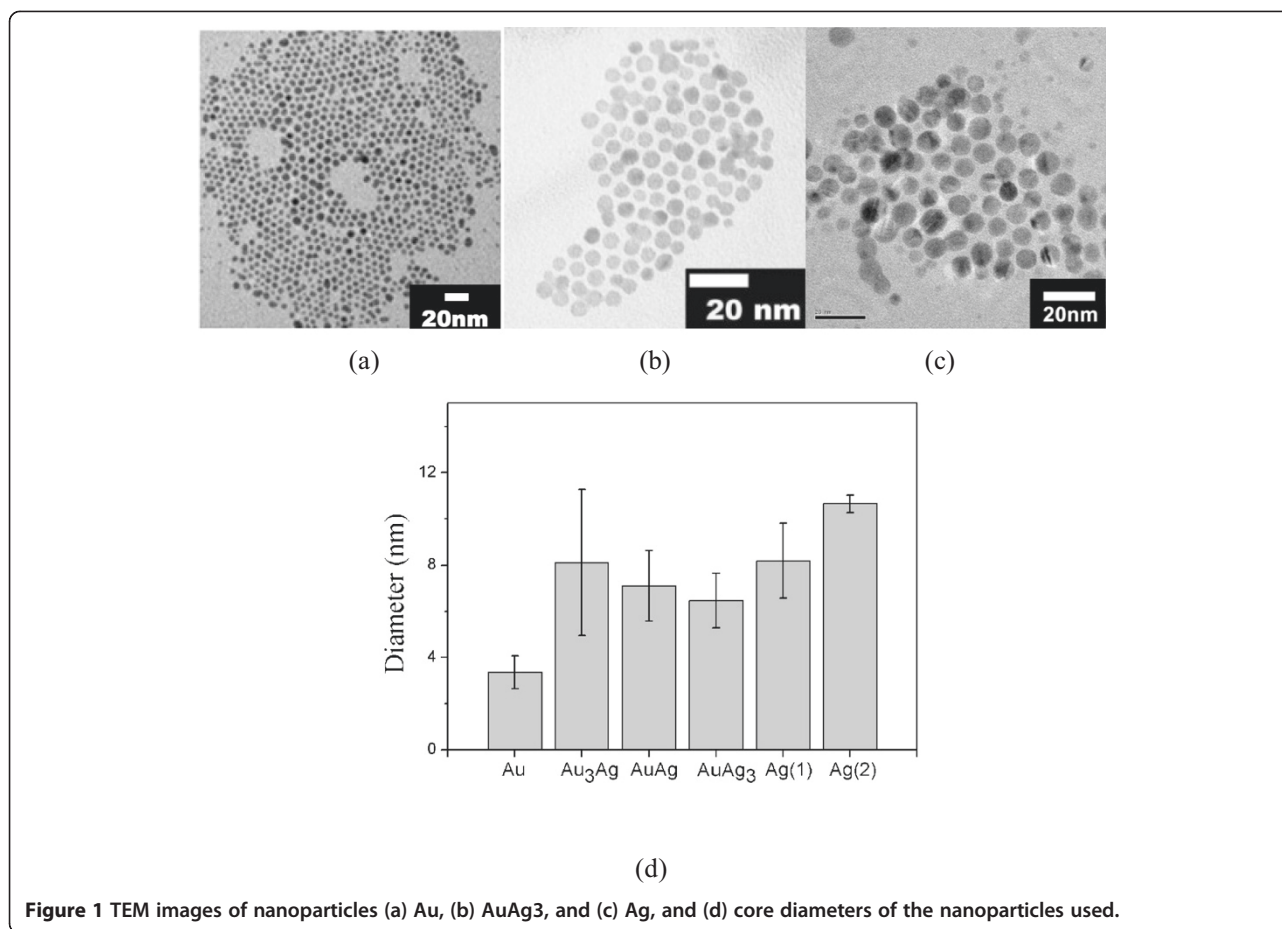 20nm
20 nm
20nm
(a)
(b)
(c)
Diameter (nm)
12
8
4
0
Au
Au3Ag
AuAg
AuAg3
Ag(1)
Ag(2)
(d)
Figure 1 TEM images of nanoparticles (a) Au, (b) AuAg3, and (c) Ag, and (d) core diameters of the nanoparticles used.